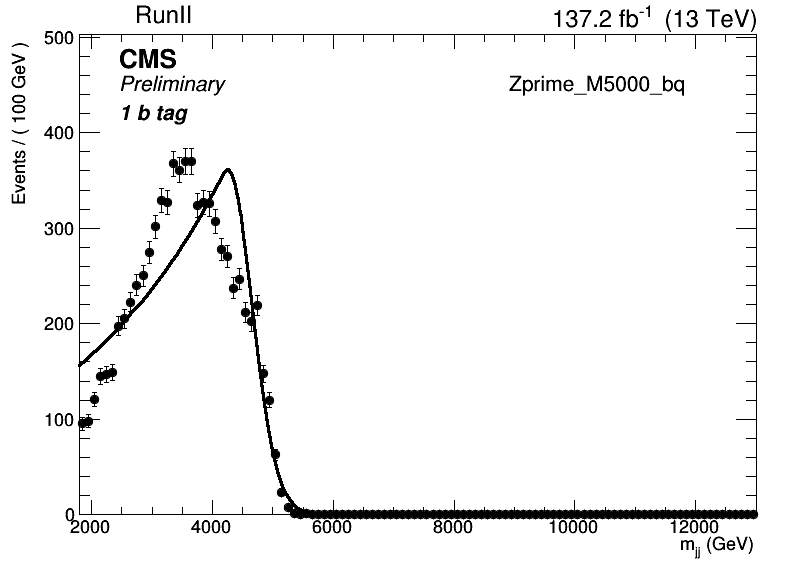 RunII 137.2 fb-1 (13 TeV)
CMS
Preliminary
1 b tag
Zprime_M5000_bq
Events / ( 100 GeV )
500
400
300
200
100
0
2000 4000 6000 8000 10000 12000
mjj (GeV)